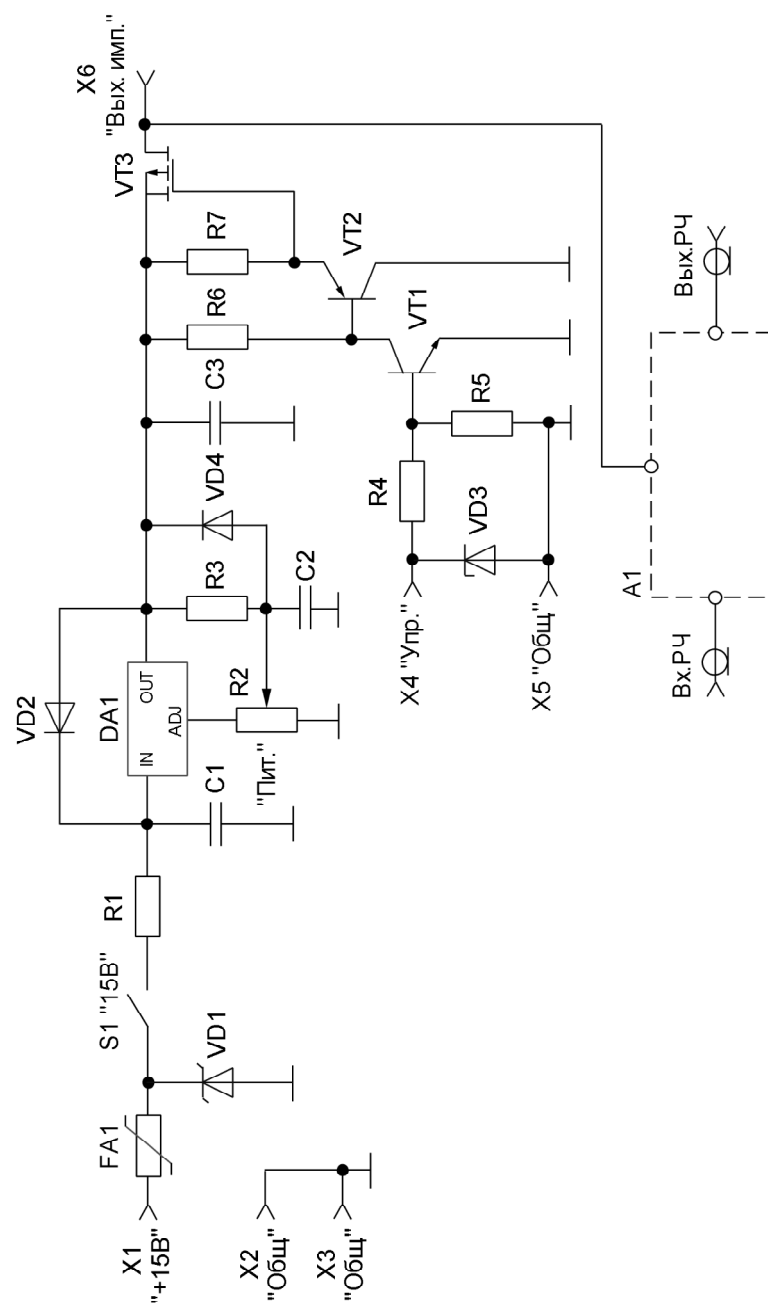 X1
"+15В"
X2
"Общ"
X3
"Общ"
FA1
VD1
S1 "15В"
R1
C1
VD2
DA1
IN
OUT
ADJ
R2
"Пит."
R3
C2
VD4
C3
R6
R7
VT3
X6
"Вых. имп."
VT2
VT1
X4 "Упр."
X5 "Общ"
R4
VD3
R5
A1
Вх.РЧ
Вых.РЧ